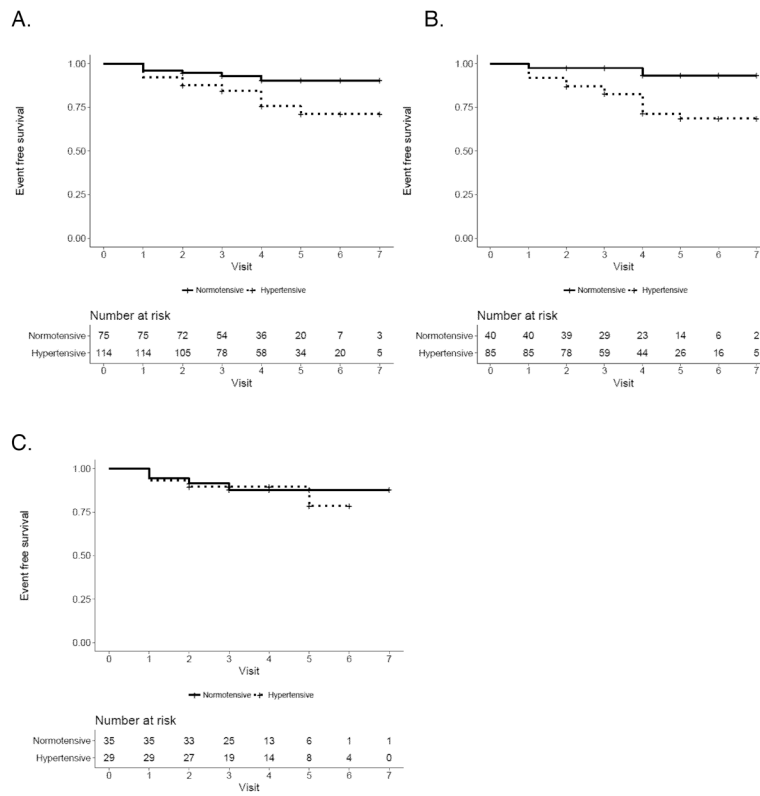 A.
1.00
0.75
0.50
0.25
0.00
Event free survival
0 1 2 3 4 5 6 7
Visit
Normotensive Hypertensive
Number at risk
Normotensive 75 75 72 54 36 20 7 3
Hypertensive 114 114 105 78 58 34 20 5
0 1 2 3 4 5 6 7
Visit
B.
1.00
0.75
0.50
0.25
0.00
Event free survival
0 1 2 3 4 5 6 7
Visit
Normotensive Hypertensive
Number at risk
Normotensive 40 40 39 29 23 14 6 2
Hypertensive 85 85 78 59 44 26 16 5
0 1 2 3 4 5 6 7
Visit
C.
1.00
0.75
0.50
0.25
0.00
Event free survival
0 1 2 3 4 5 6 7
Visit
Normotensive Hypertensive
Number at risk
Normotensive 35 35 33 25 13 6 1 1
Hypertensive 29 29 27 19 14 8 4 0
0 1 2 3 4 5 6 7
Visit